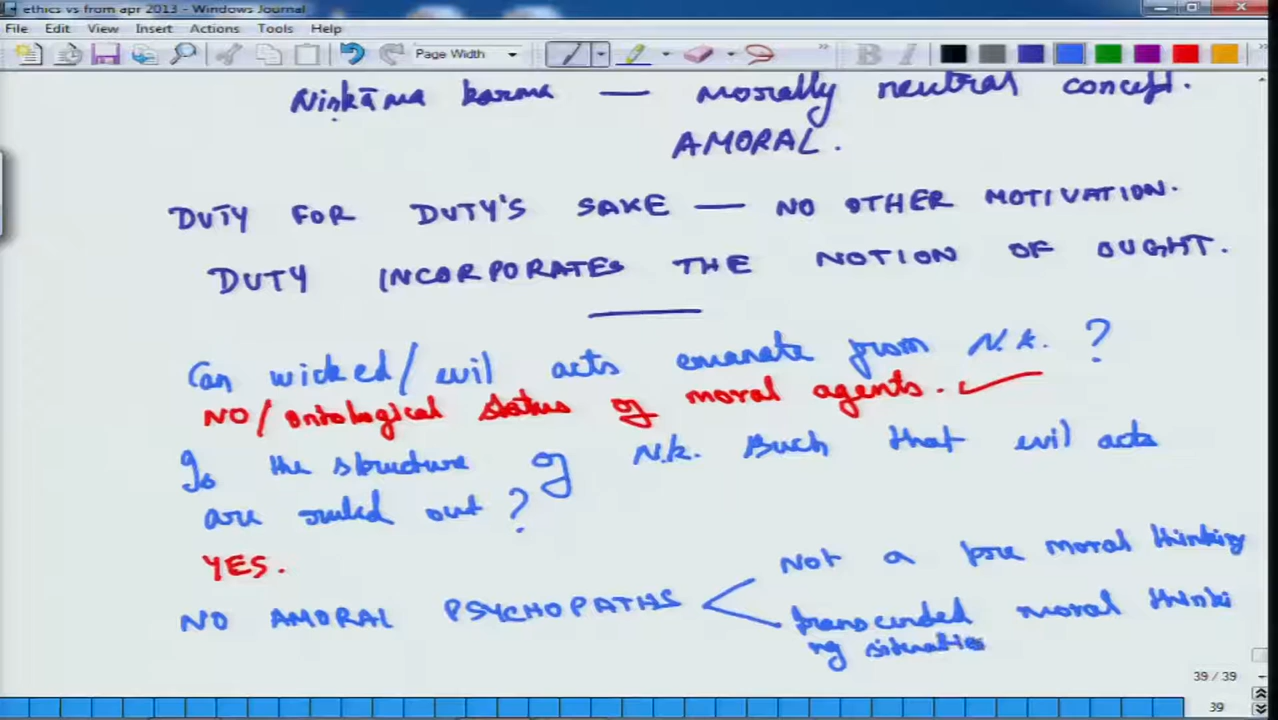 ethics vs from apr 2013 - Windows Journal
File Edit View Insert Actions Tools Help
Page Width
B I
Niṣkāma karma — morally neutral concept.
AMORAL.
DUTY FOR DUTY'S SAKE — NO OTHER MOTIVATION.
DUTY INCORPORATES THE NOTION OF OUGHT.
Can wicked/evil acts emanate from N.K. ?
NO/ontological status of moral agents. ✓
Is the structure of N.k. Such that evil acts
are ruled out ?
YES.
NO AMORAL PSYCHOPATHS
Not a pre moral thinking
transcended moral thinki
ng situation
39 / 39
39